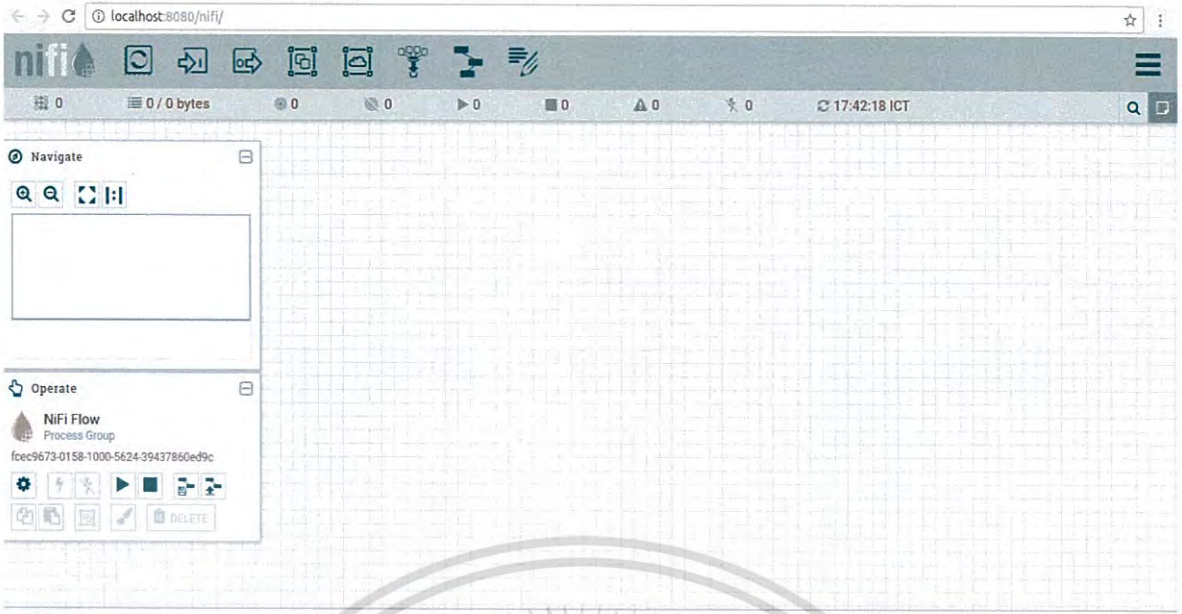 localhost:8080/nifi/
nifi
0 0 / 0 bytes 0 0 0 0 0 0 17:42:18 ICT
Navigate
Operate
NiFi Flow
Process Group
fcec9673-0158-1000-5624-39437860ed9c
DELETE